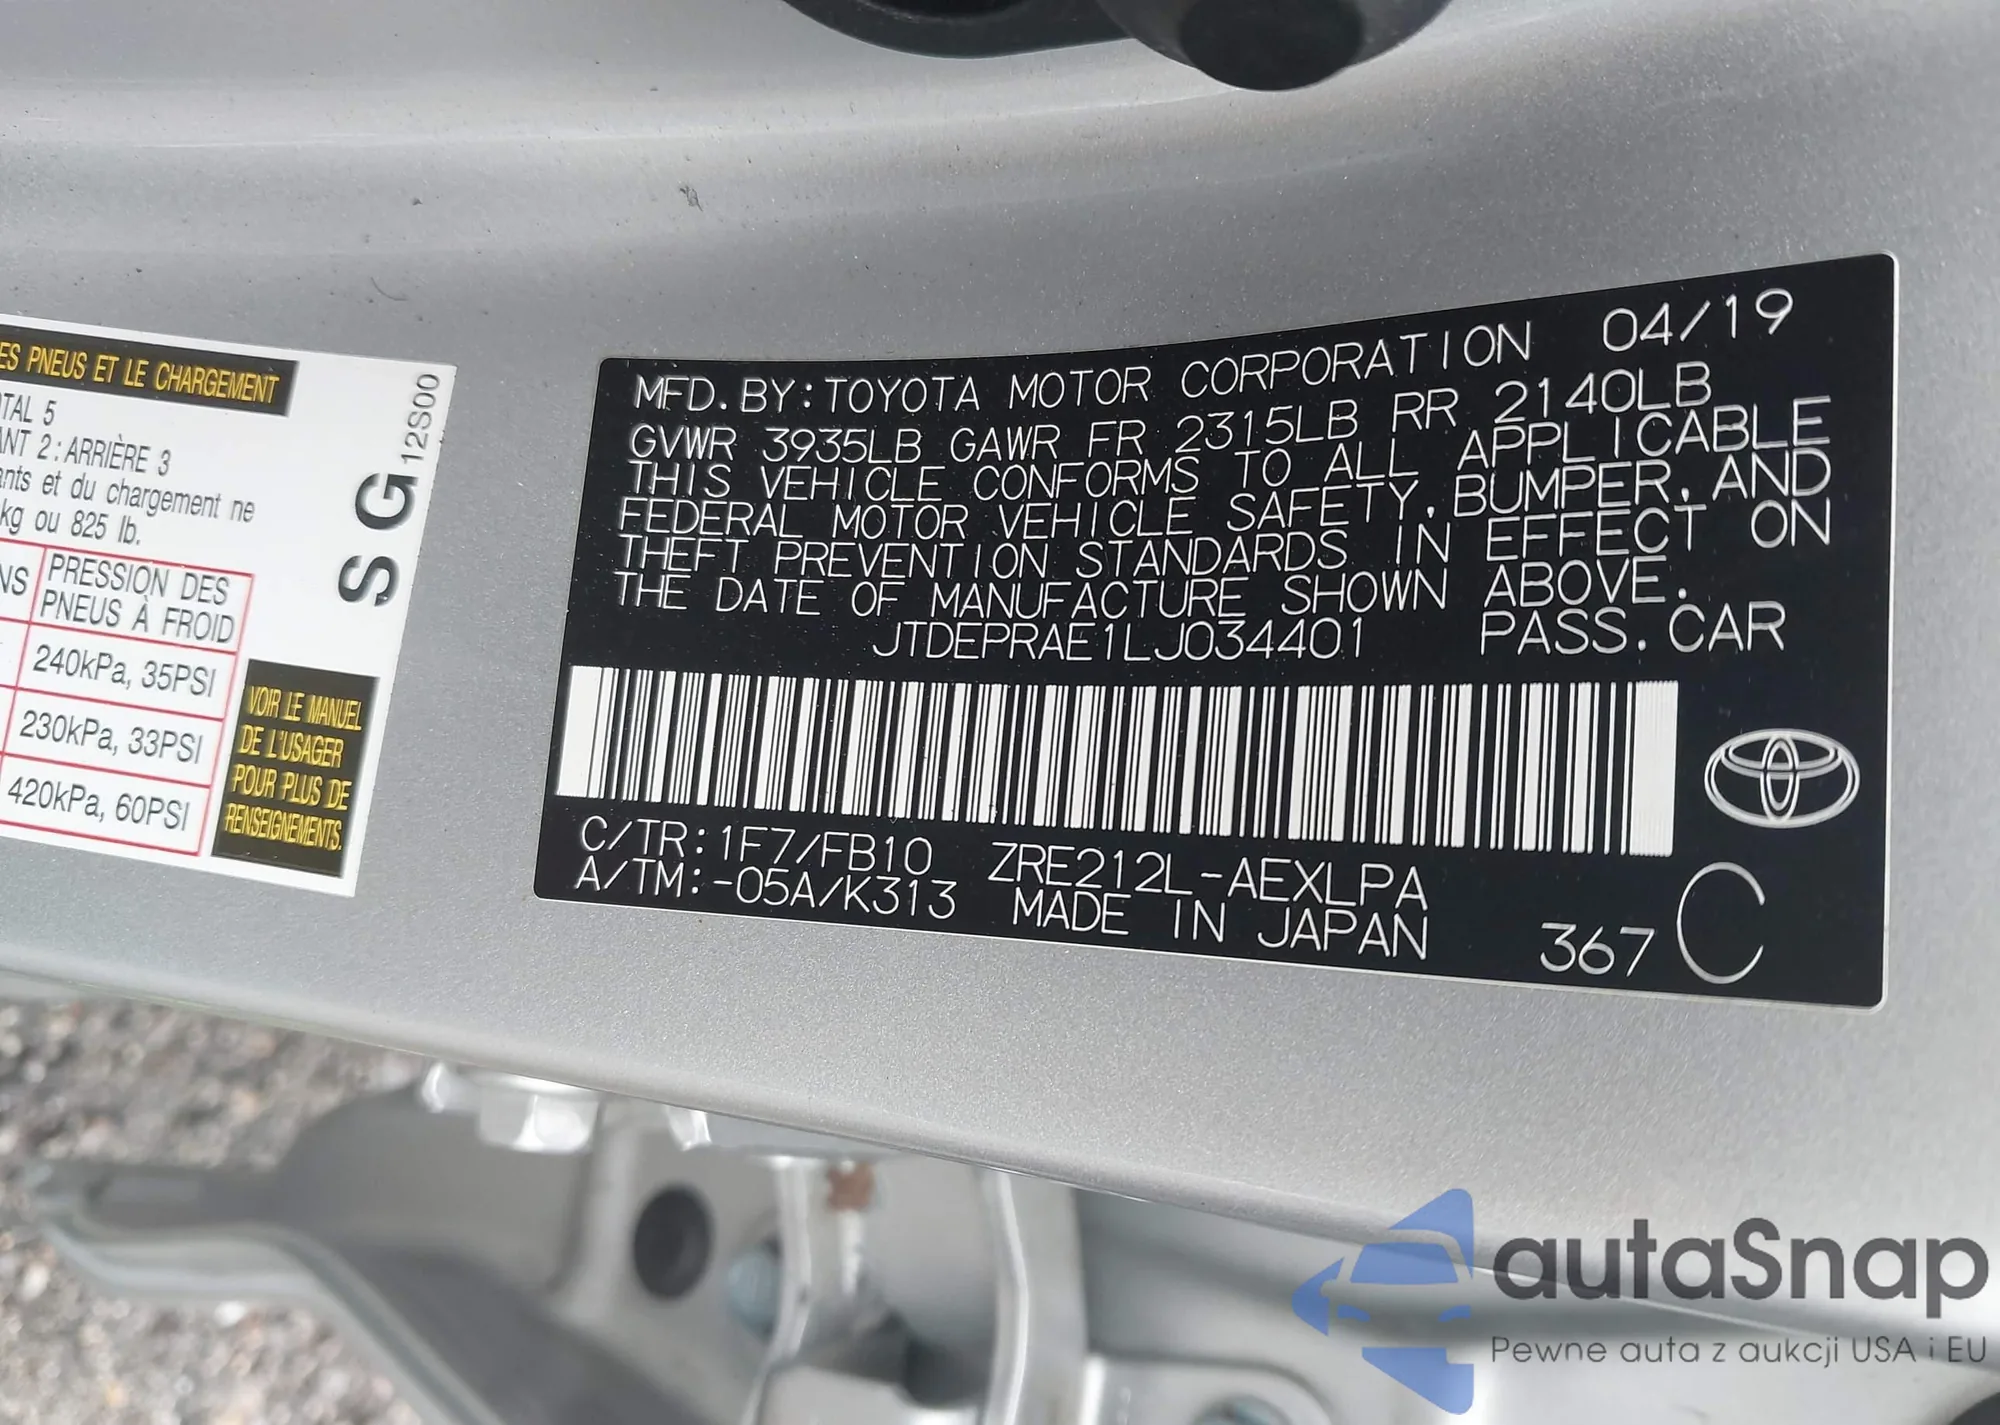 ES PNEUS ET LE CHARGEMENT
TAL 5
ANT 2 : ARRIÈRE 3
ants et du chargement ne
kg ou 825 lb.
NS
PRESSION DES
PNEUS À FROID
240kPa, 35PSI
230kPa, 33PSI
420kPa, 60PSI
VOIR LE MANUEL
DE L'USAGER
POUR PLUS DE
RENSEIGNEMENTS.
SG 12S00
MFD. BY: TOYOTA MOTOR CORPORATION 04/19
GVWR 3935LB GAWR FR 2315LB RR 2140LB
THIS VEHICLE CONFORMS TO ALL APPLICABLE
FEDERAL MOTOR VEHICLE SAFETY, BUMPER, AND
THEFT PREVENTION STANDARDS IN EFFECT ON
THE DATE OF MANUFACTURE SHOWN ABOVE.
JTDEPRAE1LJ034401 PASS. CAR
C/TR: 1F7/FB10 ZRE212L-AEXLPA
A/TM: -05A/K313 MADE IN JAPAN 367 C
autaSnap
Pewne auta z aukcji USA i EU